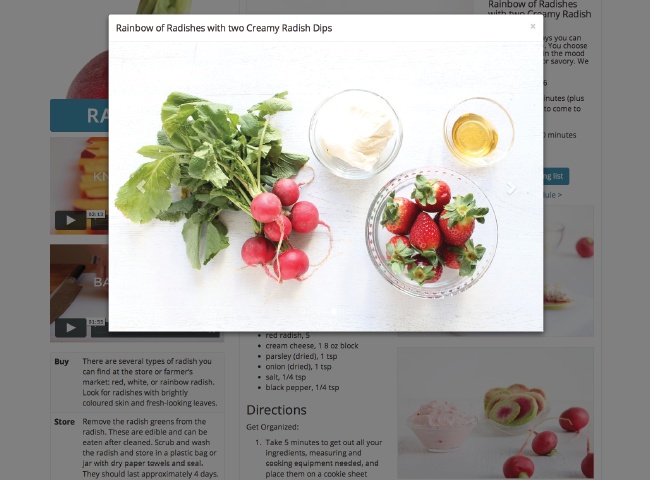 Rainbow of Radishes with two Creamy Radish Dips
×
Rainbow of Radishes
with two Creamy Radish
ys you can
. You choose
n the mood
or savory. We
6
nutes (plus
to come to
0 minutes
ng list
dule >
RA
KN
03:13
BA
01:55
Buy
There are several types of radish you
can find at the store or farmer's
market: red, white, or rainbow radish.
Look for radishes with brightly
coloured skin and fresh-looking leaves.
Store
Remove the radish greens from the
radish. These are edible and can be
eaten after cleaned. Scrub and wash
the radish and store in a plastic bag or
jar with dry paper towels and seal.
They should last approximately 4 days.
red radish, 5
cream cheese, 1 8 oz block
parsley (dried), 1 tsp
onion (dried), 1 tsp
salt, 1/4 tsp
black pepper, 1/4 tsp
Directions
Get Organized:
1. Take 5 minutes to get out all your
ingredients, measuring and
cooking equipment needed, and
place them on a cookie sheet